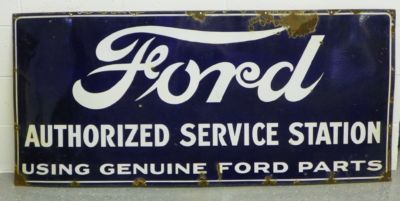 Ford
AUTHORIZED SERVICE STATION
USING GENUINE FORD PARTS